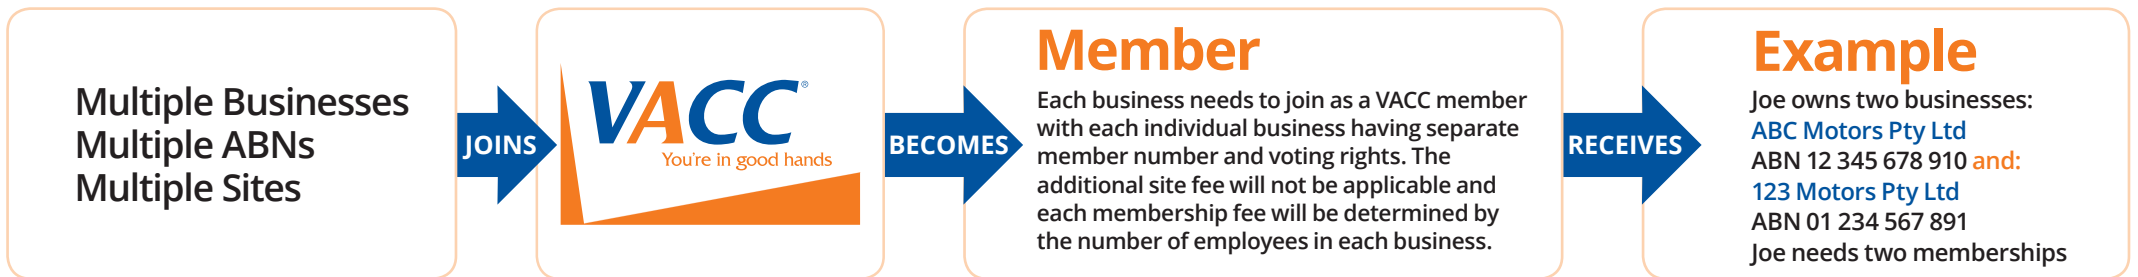 Multiple Businesses
Multiple ABNs
Multiple Sites
JOINS
VACC®
You're in good hands
BECOMES
Member
Each business needs to join as a VACC member
with each individual business having separate
member number and voting rights. The
additional site fee will not be applicable and
each membership fee will be determined by
the number of employees in each business.
RECEIVES
Example
Joe owns two businesses:
ABC Motors Pty Ltd
ABN 12 345 678 910 and:
123 Motors Pty Ltd
ABN 01 234 567 891
Joe needs two memberships